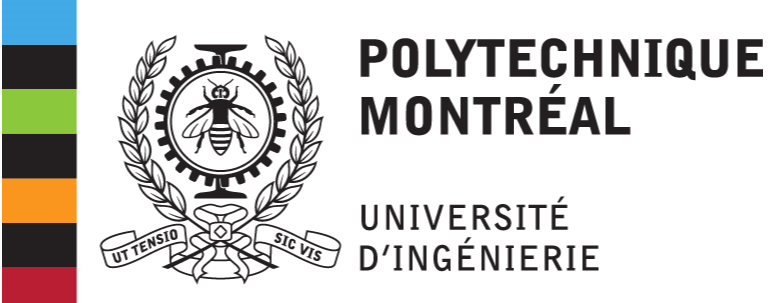 UT TENSIO
SIC VIS
POLYTECHNIQUE
MONTRÉAL
UNIVERSITÉ
D'INGÉNIERIE